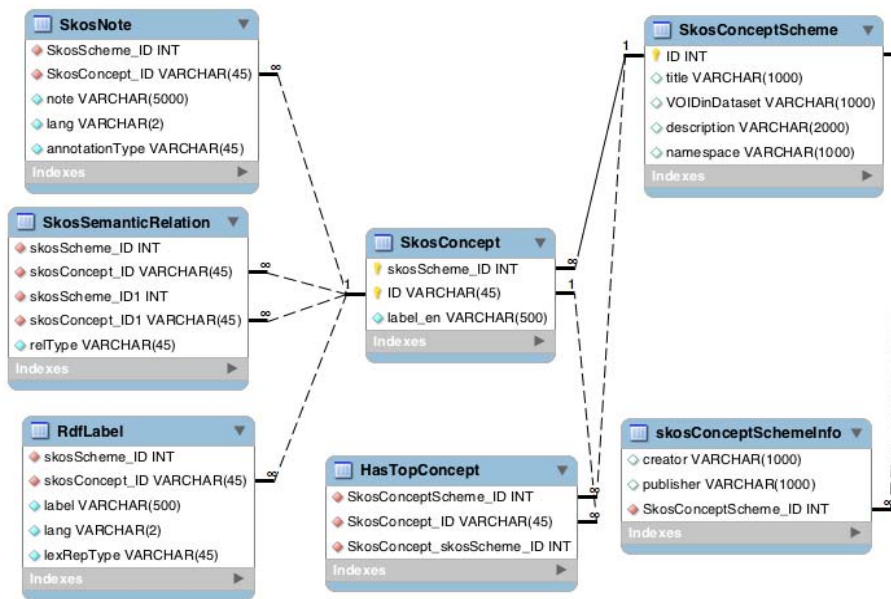 SkosNote
SkosScheme_ID INT
SkosConcept_ID VARCHAR(45)
note VARCHAR(5000)
lang VARCHAR(2)
annotationType VARCHAR(45)
Indexes
∞
SkosSemanticRelation
skosScheme_ID INT
skosConcept_ID VARCHAR(45)
skosScheme_ID1 INT
skosConcept_ID1 VARCHAR(45)
relType VARCHAR(45)
Indexes
∞
∞
RdfLabel
skosScheme_ID INT
skosConcept_ID VARCHAR(45)
label VARCHAR(500)
lang VARCHAR(2)
lexRepType VARCHAR(45)
Indexes
∞
1
SkosConcept
skosScheme_ID INT
ID VARCHAR(45)
label_en VARCHAR(500)
Indexes
∞
1
HasTopConcept
SkosConceptScheme_ID INT
SkosConcept_ID VARCHAR(45)
SkosConcept_skosScheme_ID INT
Indexes
∞
∞
1
SkosConceptScheme
ID INT
title VARCHAR(1000)
VOIDinDataset VARCHAR(1000)
description VARCHAR(2000)
namespace VARCHAR(1000)
Indexes
skosConceptSchemeInfo
creator VARCHAR(1000)
publisher VARCHAR(1000)
SkosConceptScheme_ID INT
Indexes
∞